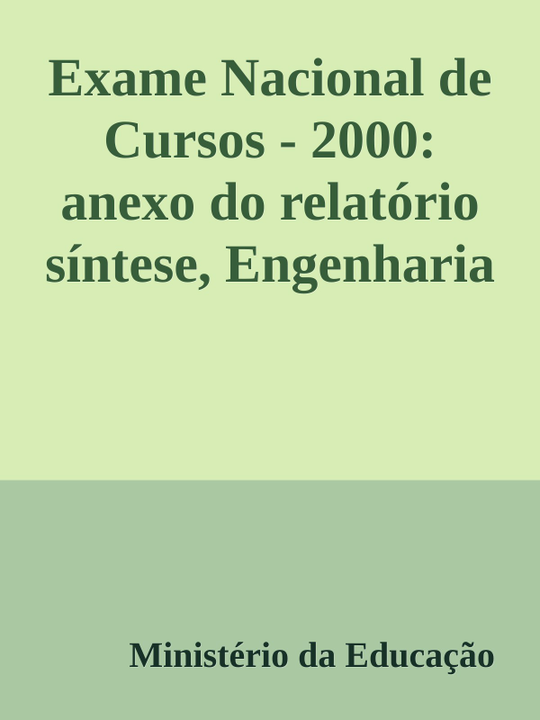 Exame Nacional de
Cursos - 2000:
anexo do relatório
síntese, Engenharia
Ministério da Educação